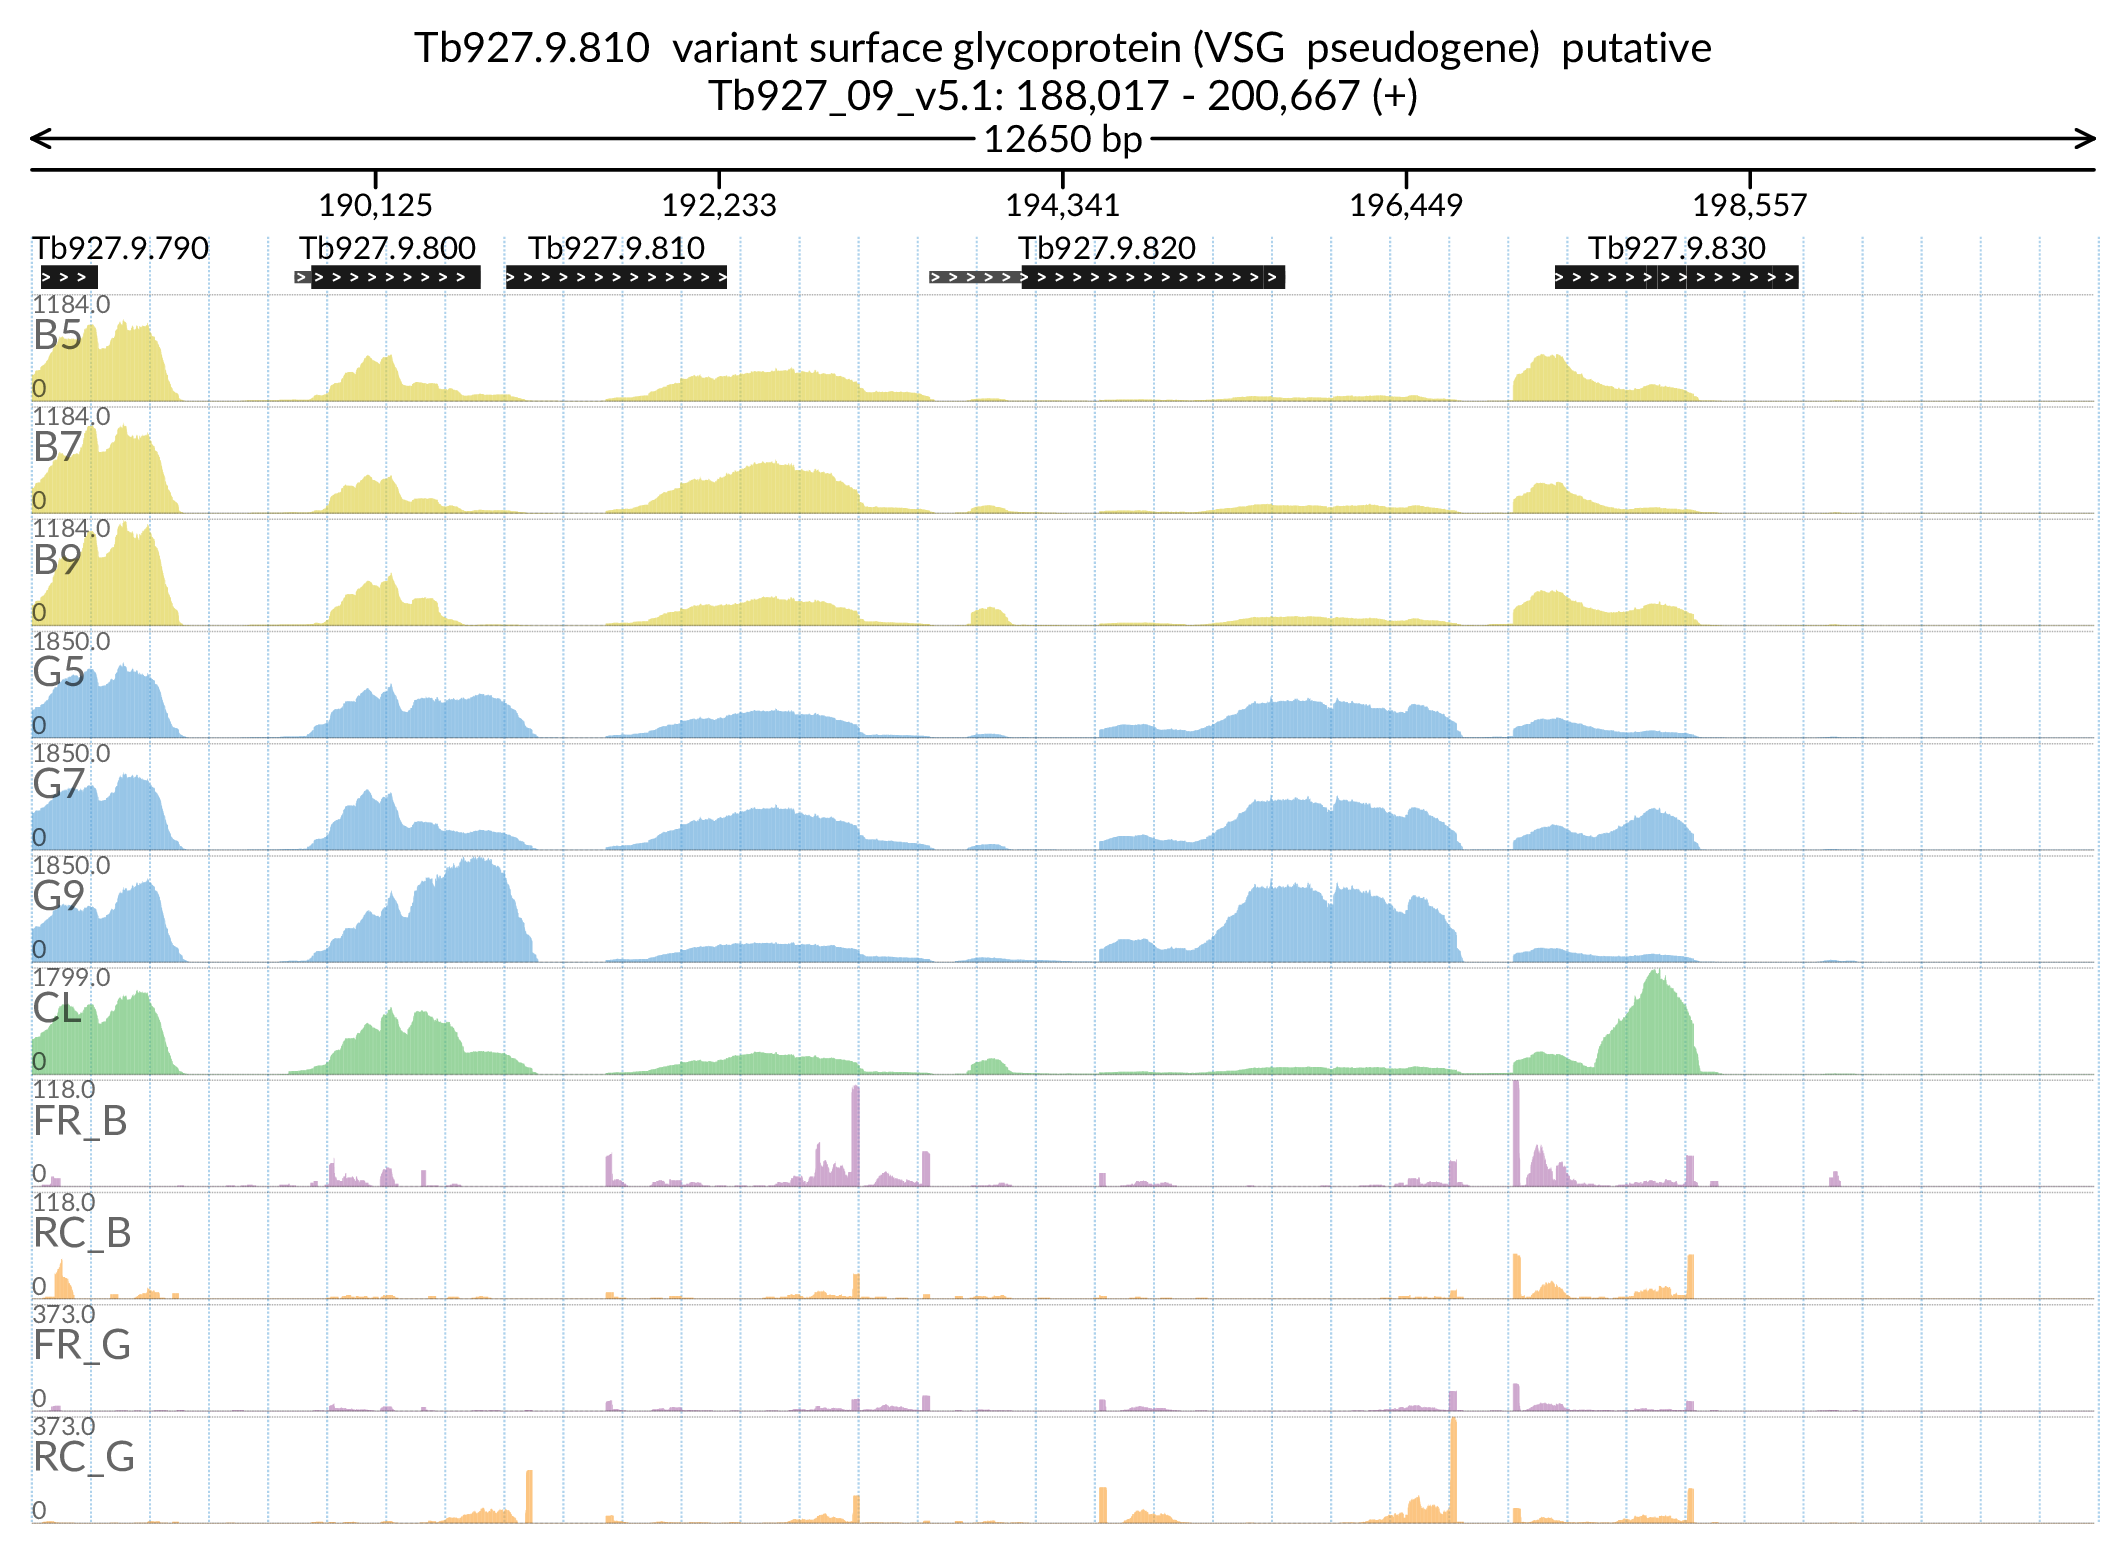 Tb927.9.810 variant surface glycoprotein (VSG pseudogene) putative
Tb927_09_v5.1: 188,017 - 200,667 (+)
12650 bp
190,125 192,233 194,341 196,449 198,557
Tb927.9.790 Tb927.9.800 Tb927.9.810 Tb927.9.820 Tb927.9.830
1184.0
B5
0
1184.0
B7
0
1184.0
B9
0
1850.0
G5
0
1850.0
G7
0
1850.0
G9
0
1799.0
CL
0
118.0
FR_B
0
118.0
RC_B
0
373.0
FR_G
0
373.0
RC_G
0